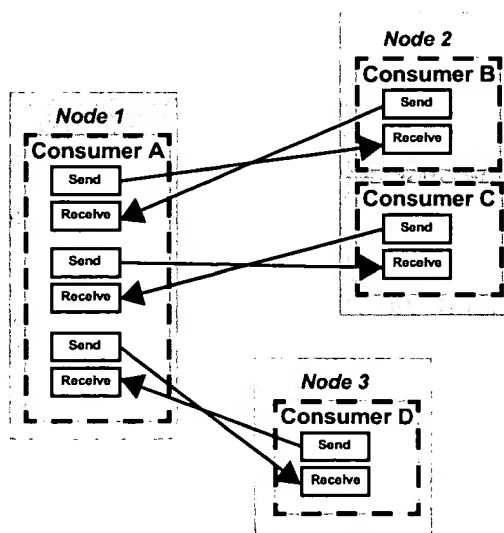 Node 1
Consumer A
Send
Receive
Send
Receive
Send
Receive
Node 2
Consumer B
Send
Receive
Consumer C
Send
Receive
Node 3
Consumer D
Send
Receive